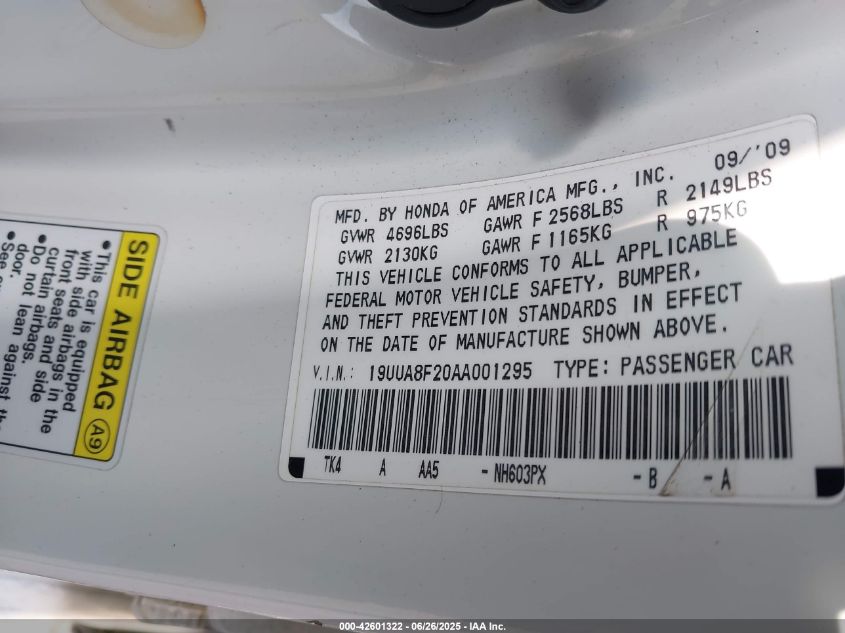 SIDE AIRBAG A9
• This car is equipped
with side airbags in the
front seats and side
curtain airbags.
• Do not lean against the
door.
• See
MFD. BY HONDA OF AMERICA MFG., INC. 09/'09
GVWR 4696LBS GAWR F 2568LBS R 2149LBS
GVWR 2130KG GAWR F 1165KG R 975KG
THIS VEHICLE CONFORMS TO ALL APPLICABLE
FEDERAL MOTOR VEHICLE SAFETY, BUMPER,
AND THEFT PREVENTION STANDARDS IN EFFECT
ON THE DATE OF MANUFACTURE SHOWN ABOVE.
V.I.N.: 19UUA8F20AA001295 TYPE: PASSENGER CAR
TK4 A AA5 -NH603PX -B -A
000-42601322 - 06/26/2025 - IAA Inc.